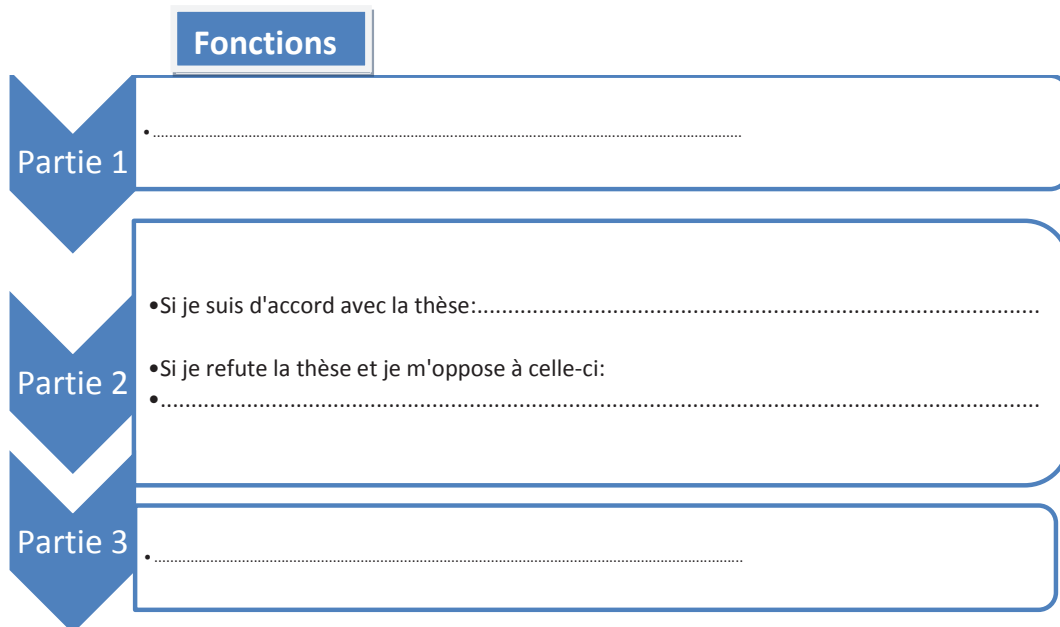 Fonctions
Partie 1
•..............................................................................................................................
Partie 2
•Si je suis d'accord avec la thèse:....................................................................................
•Si je refute la thèse et je m'oppose à celle-ci:
•..............................................................................................................................
Partie 3
•..............................................................................................................................